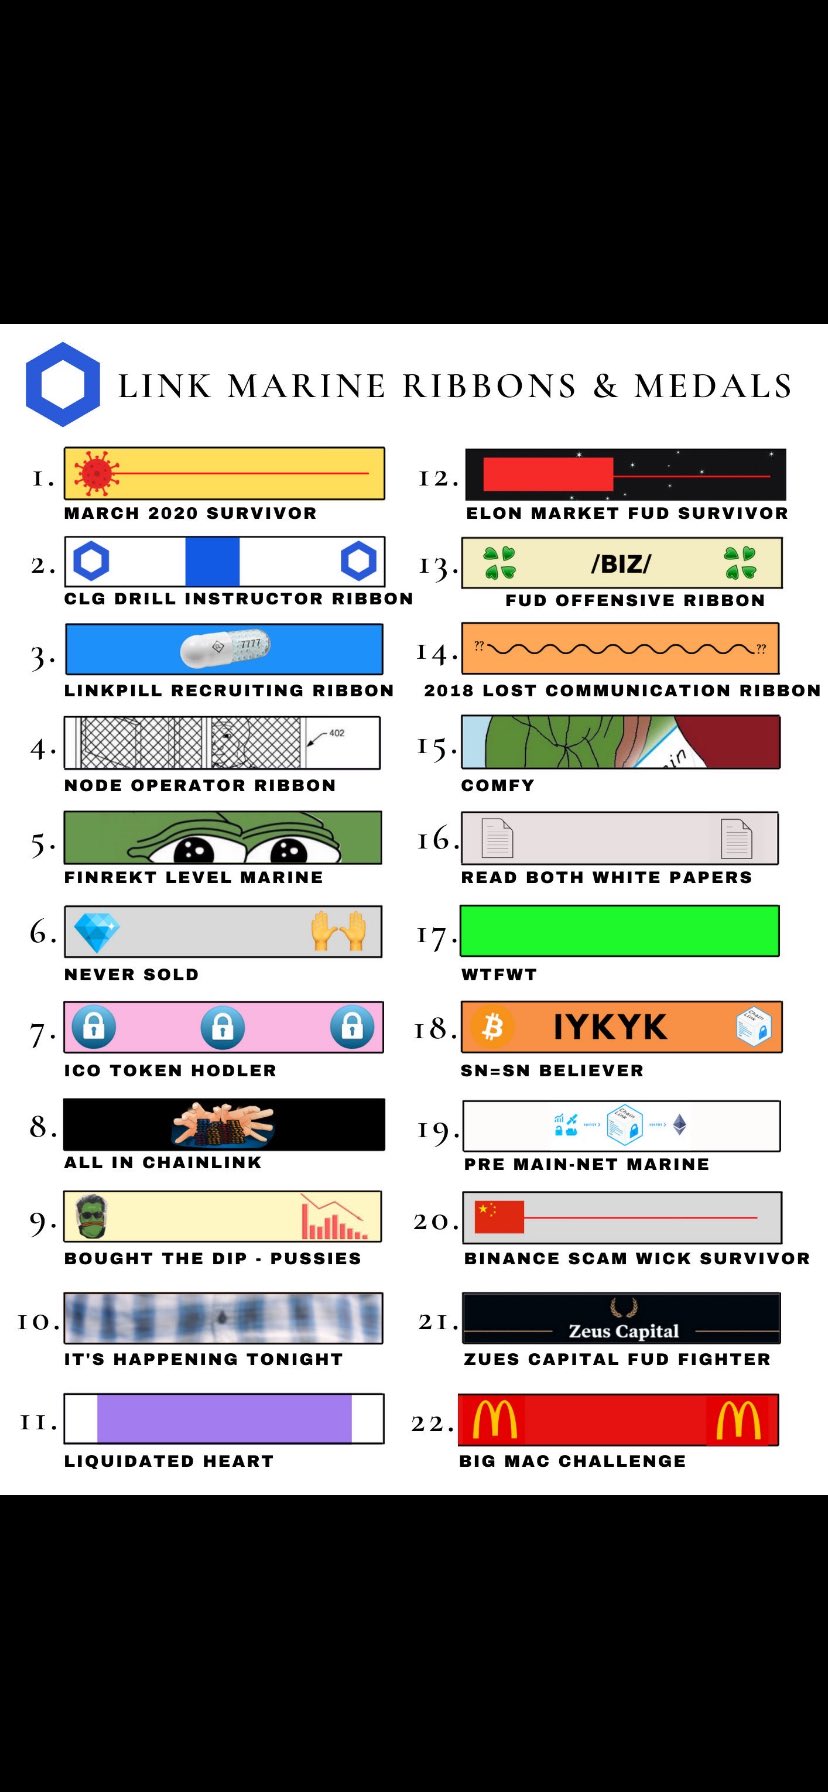 LINK MARINE RIBBONS & MEDALS
1.
MARCH 2020 SURVIVOR
2.
CLG DRILL INSTRUCTOR RIBBON
3.
7777
LINKPILL RECRUITING RIBBON
4.
402
NODE OPERATOR RIBBON
5.
FINREKT LEVEL MARINE
6.
NEVER SOLD
7.
ICO TOKEN HODLER
8.
ALL IN CHAINLINK
9.
BOUGHT THE DIP - PUSSIES
10.
IT'S HAPPENING TONIGHT
11.
LIQUIDATED HEART
12.
ELON MARKET FUD SURVIVOR
13.
/BIZ/
FUD OFFENSIVE RIBBON
14.
?? ??
2018 LOST COMMUNICATION RIBBON
15.
in
COMFY
16.
READ BOTH WHITE PAPERS
17.
WTFWT
18.
IYKYK
Chain
Link
SN=SN BELIEVER
19.
Chain
Link
PRE MAIN-NET MARINE
20.
BINANCE SCAM WICK SURVIVOR
21.
Zeus Capital
ZUES CAPITAL FUD FIGHTER
22.
BIG MAC CHALLENGE